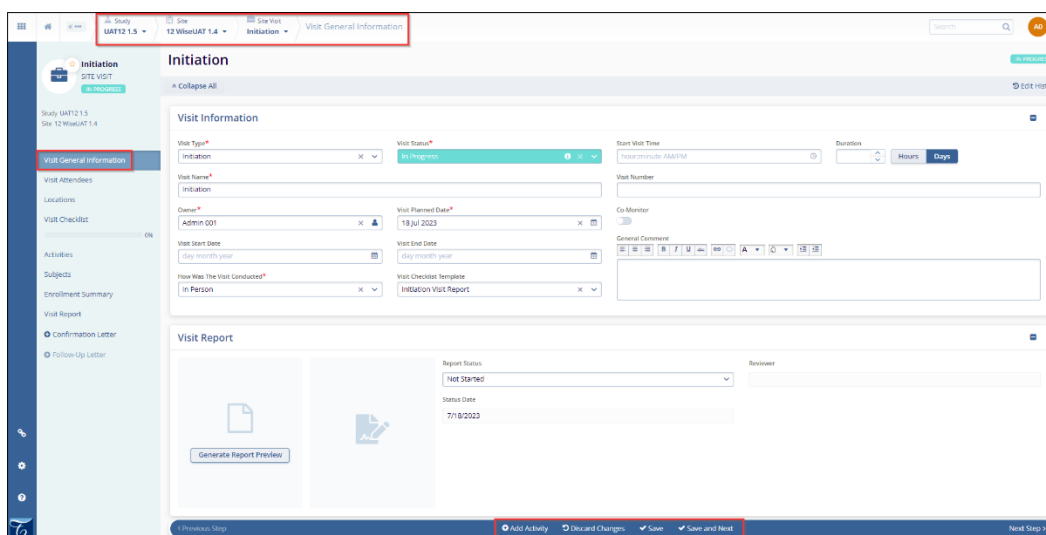 Study
UAT12 1.5
Site
12 WiseUAT 1.4
Site Visit
Initiation
Visit General Information
Search
AD
Initiation
SITE VISIT
IN PROGRESS
Study UAT12 1.5
Site 12 WiseUAT 1.4
Visit General Information
Visit Attendees
Locations
Visit Checklist
0%
Activities
Subjects
Enrollment Summary
Visit Report
Confirmation Letter
Follow-Up Letter
Initiation
IN PROGRESS
Collapse All
Edit His
Visit Information
Visit Type*
Initiation
Visit Status*
In Progress
Start Visit Time
hour:minute AM/PM
Duration
Hours Days
Visit Name*
Initiation
Visit Number
Owner*
Admin 001
Visit Planned Date*
18 Jul 2023
Co-Monitor
Visit Start Date
day month year
Visit End Date
day month year
General Comment
B I U abc A
How Was The Visit Conducted*
In Person
Visit Checklist Template
Initiation Visit Report
Visit Report
Generate Report Preview
Report Status
Not Started
Reviewer
Status Date
7/18/2023
Previous Step
Add Activity Discard Changes Save Save and Next
Next Step